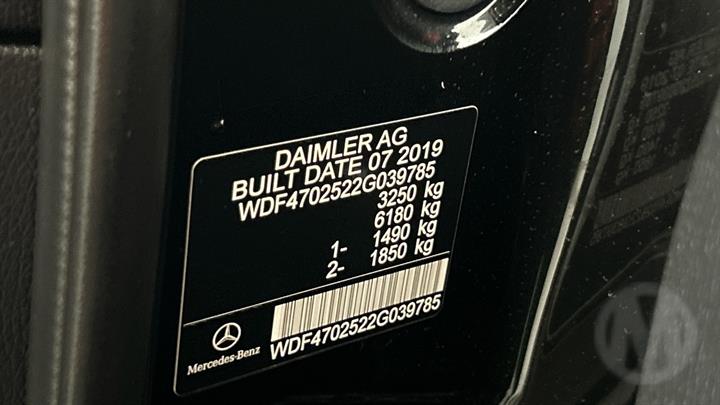 DAIMLER AG
BUILT DATE 07 2019
WDF4702522G039785
3250 kg
6180 kg
1- 1490 kg
2- 1850 kg
Mercedes-Benz
WDF4702522G039785